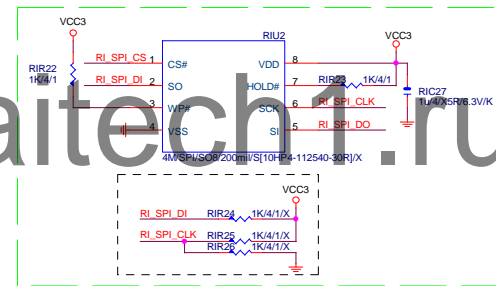 VCC3
RIU2
VCC3
RI_SPI_CS 1 CS# VDD 8
RIR22
1K/4/1
RI_SPI_DI 2 SO HOLD# 7 RIR23 1K/4/1
RIC27
1u/4/X5R/6.3V/K
3 WP# SCK 6 RI_SPI_CLK
4 VSS SI 5 RI_SPI_DO
4M/SPI/SO8/200mil/S[10HP4-112540-30R]/X
aitech1.ru
VCC3
RI_SPI_DI RIR24 1K/4/1/X
RI_SPI_CLK RIR25 1K/4/1/X
RIR26 1K/4/1/X